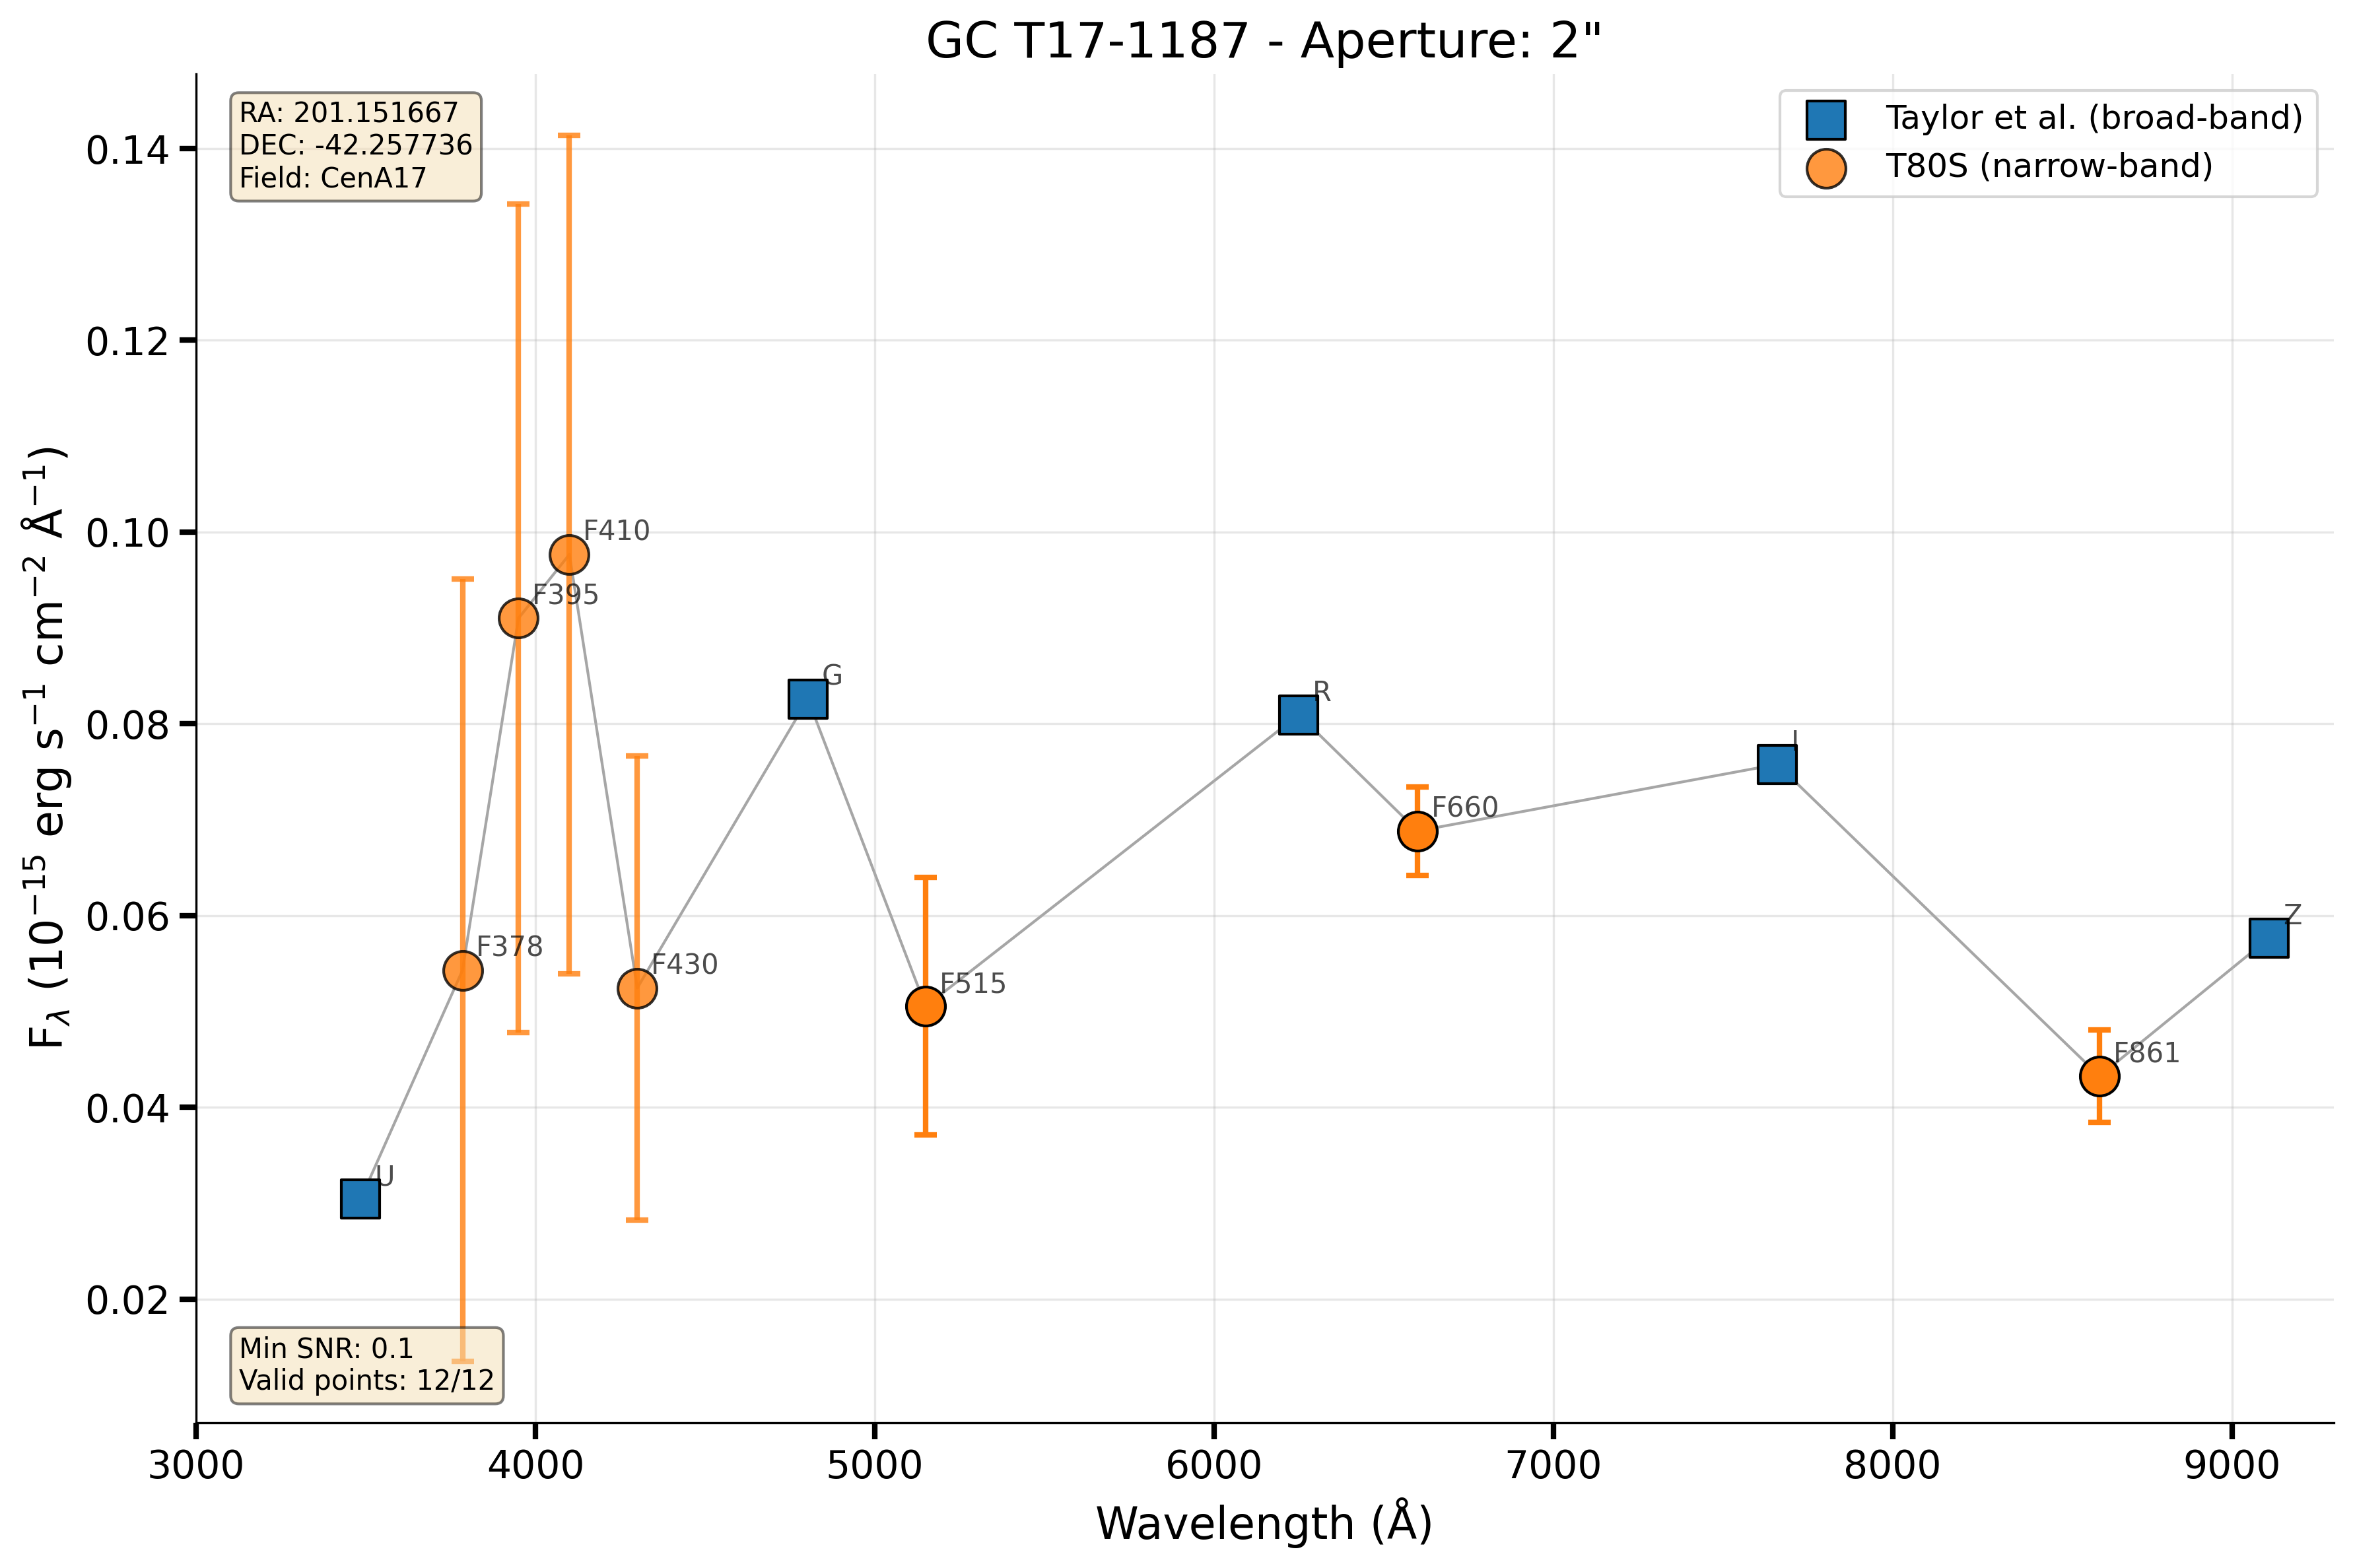 GC T17-1187 - Aperture: 2"
RA: 201.151667
DEC: -42.257736
Field: CenA17
Taylor et al. (broad-band)
T80S (narrow-band)
0.14
0.12
0.10
0.08
0.06
0.04
0.02
F$_λ$ (10$^{-15}$ erg s$^{-1}$ cm$^{-2}$ Å$^{-1}$)
F410
F395
G
R
I
F660
F378
F430
F515
Z
F861
U
Min SNR: 0.1
Valid points: 12/12
3000 4000 5000 6000 7000 8000 9000
Wavelength (Å)